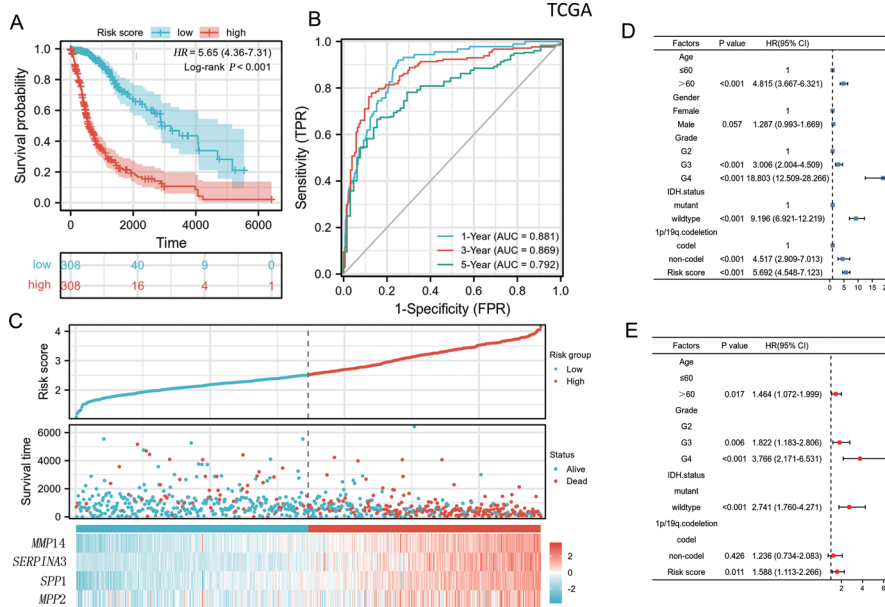 TCGA
A
Risk score low high
HR = 5.65 (4.36-7.31)
Log-rank P < 0.001
Survival probability
1.0
0.8
0.6
0.4
0.2
0.0
0 2000 4000 6000
Time
low 308 40 9 0
high 308 16 4 1
B
Sensitivity (TPR)
1.0
0.8
0.6
0.4
0.2
0.0
1-Year (AUC = 0.881)
3-Year (AUC = 0.869)
5-Year (AUC = 0.792)
0.0 0.2 0.4 0.6 0.8 1.0
1-Specificity (FPR)
C
Risk score
4
3
2
Risk group
Low
High
Survival time
6000
4000
2000
0
Status
Alive
Dead
MMP14
SERPINA3
SPP1
MPP2
2
0
-2
D
Factors P value HR(95% CI)
Age
≤60 1
>60 <0.001 4.815 (3.667-6.321)
Gender
Female 1
Male 0.057 1.287 (0.993-1.669)
Grade
G2 1
G3 <0.001 3.006 (2.004-4.509)
G4 <0.001 18.803 (12.509-28.266)
IDH.status
mutant 1
wildtype <0.001 9.196 (6.921-12.219)
1p/19q.codeletion
codel 1
non-codel <0.001 4.517 (2.909-7.013)
Risk score <0.001 5.692 (4.548-7.123)
0 5 10 15
E
Factors P value HR(95% CI)
Age
≤60
>60 0.017 1.464 (1.072-1.999)
Grade
G2
G3 0.006 1.822 (1.183-2.806)
G4 <0.001 3.766 (2.171-6.531)
IDH.status
mutant
wildtype <0.001 2.741 (1.760-4.271)
1p/19q.codeletion
codel
non-codel 0.426 1.236 (0.734-2.083)
Risk score 0.011 1.588 (1.113-2.266)
2 4 6